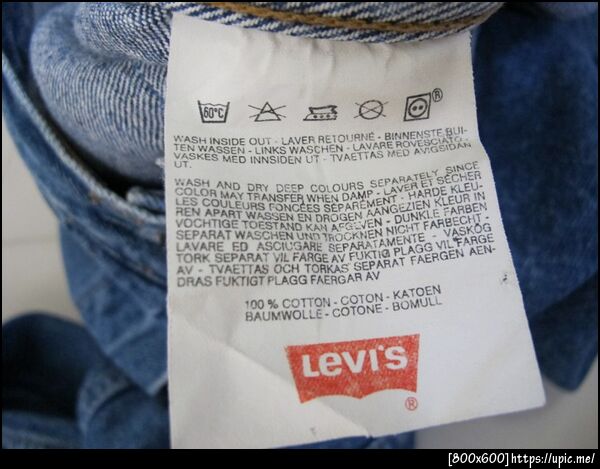 60°C ®
WASH INSIDE OUT - LAVER RETOURNÉ - BINNENSTE BUI-
TEN WASSEN - LINKS WASCHEN - LAVARE ROVESCIATO -
VASKES MED INNSIDEN UT - TVAETTAS MED AVIGSIDAN
UT.
WASH AND DRY DEEP COLOURS SEPARATELY SINCE
COLOR MAY TRANSFER WHEN DAMP - LAVER ET SÉCHER
LES COULEURS FONCÉES SÉPARÉMENT - HARDE KLEU-
REN APART WASSEN EN DROGEN AANGEZIEN KLEUR IN
VOCHTIGE TOESTAND KAN AFGEVEN - DUNKLE FARBEN
SEPARAT WASCHEN UND TROCKNEN NICHT FARBECHT -
LAVARE ED ASCIUGARE SEPARATAMENTE - VASKÖG
TORK SEPARAT VIL FARGE AV FUKTIG PLAGG VIL FARGE
AV - TVAETTAS OCH TORKAS SEPARAT FAERGEN AEN-
DRAS FUKTIGT PLAGG FAERGAR AV
100 % COTTON - COTON - KATOEN
BAUMWOLLE - COTONE - BOMULL
LEVI'S
®
[800x600]https://upic.me/